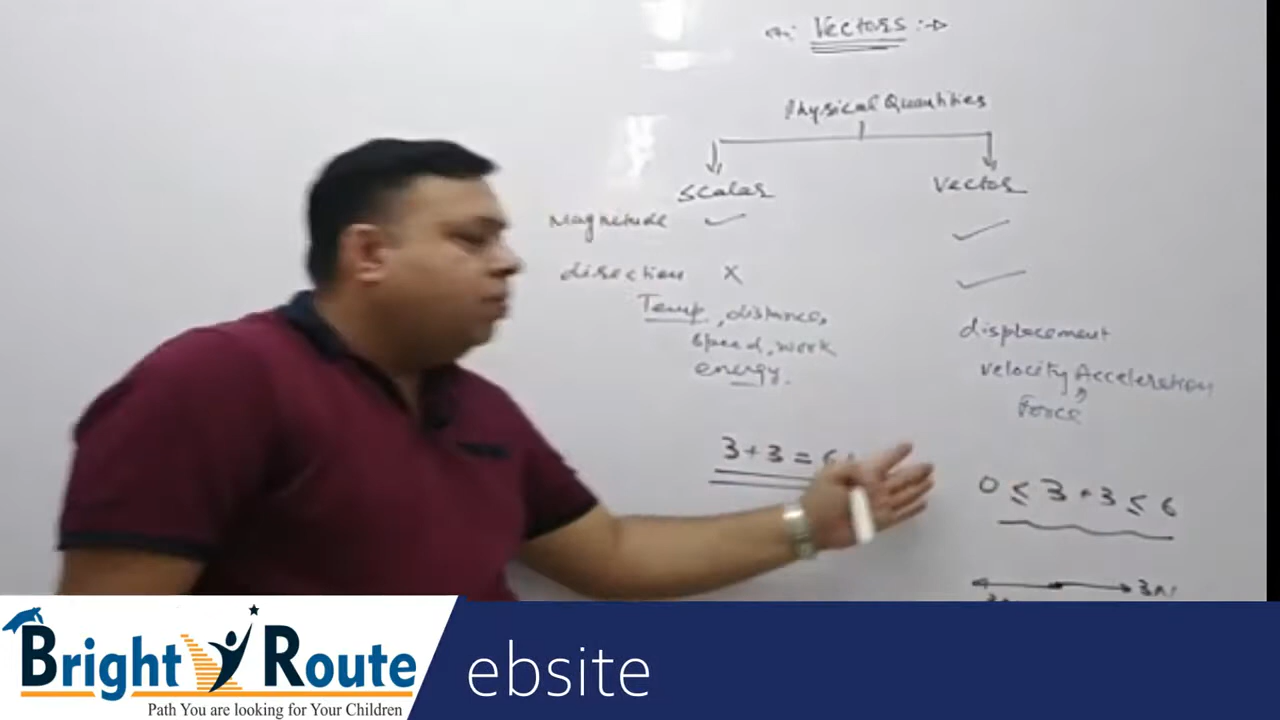 Vectors :->
Physical Quantities
Scalar Vector
Magnitude ✓ ✓
direction X ✓
Temp, distance,
speed, work
energy.
displacement
velocity, Acceleration
Force
3+3=6
0 ≤ 3+3 ≤ 6
Bright Route
Path You are looking for Your Children
ebsite